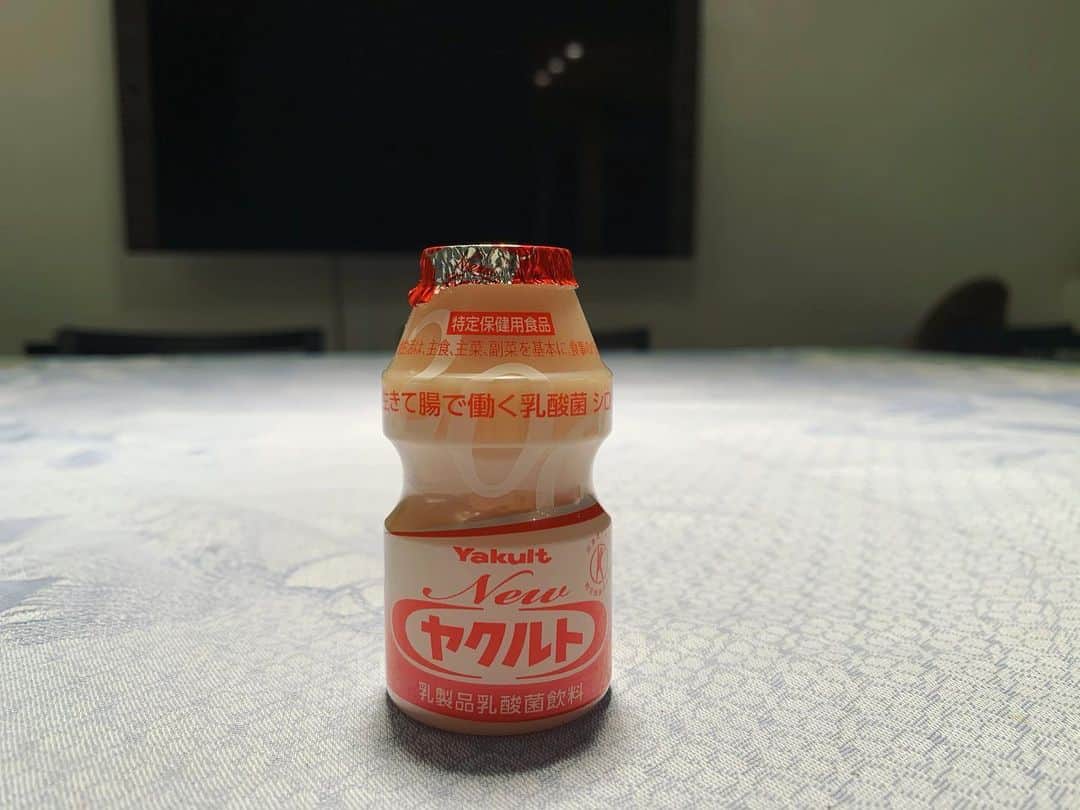 New
特定保健用食品
食生活は、主食、主菜、副菜を基本に、食事の
生きて腸で働く乳酸菌 シロ
Yakult
New
ヤクルト
乳製品乳酸菌飲料